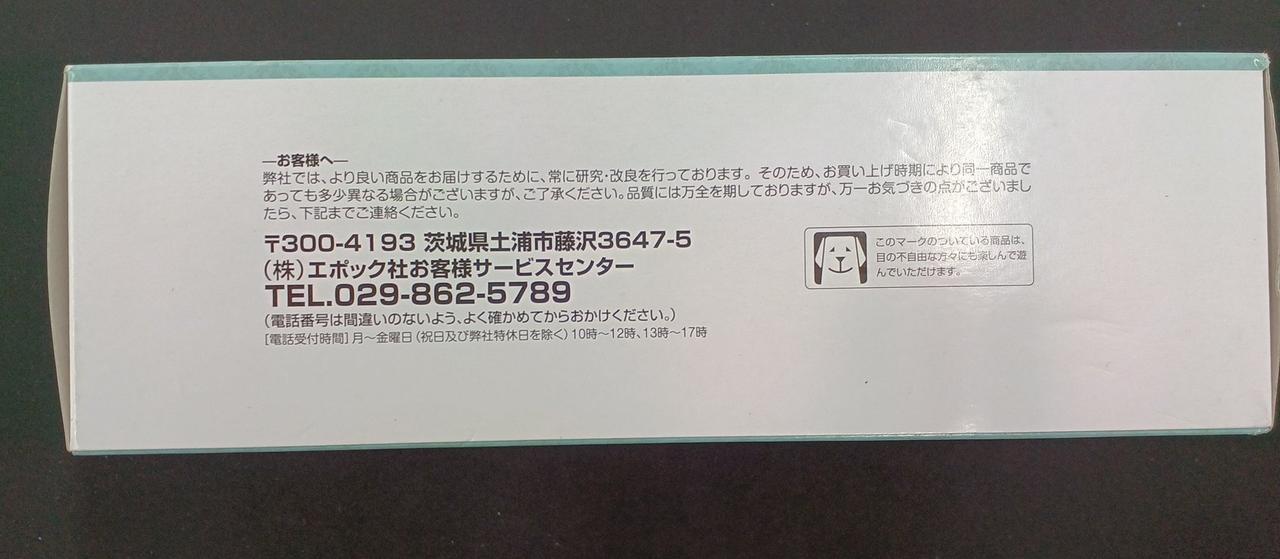 ―お客様へ―
弊社では、より良い商品をお届けするために、常に研究・改良を行っております。そのため、お買い上げ時期により同一商品で
あっても多少異なる場合がございますが、ご了承ください。品質には万全を期しておりますが、万一お気づきの点がございまし
たら、下記までご連絡ください。
〒300-4193 茨城県土浦市藤沢3647-5
（株）エポック社お客様サービスセンター
TEL.029-862-5789
（電話番号は間違いのないよう、よく確かめてからおかけください。）
[電話受付時間] 月～金曜日（祝日及び弊社特休日を除く）10時～12時、13時～17時
このマークのついている商品は、
目の不自由な方々にも楽しんで遊
んでいただけます。